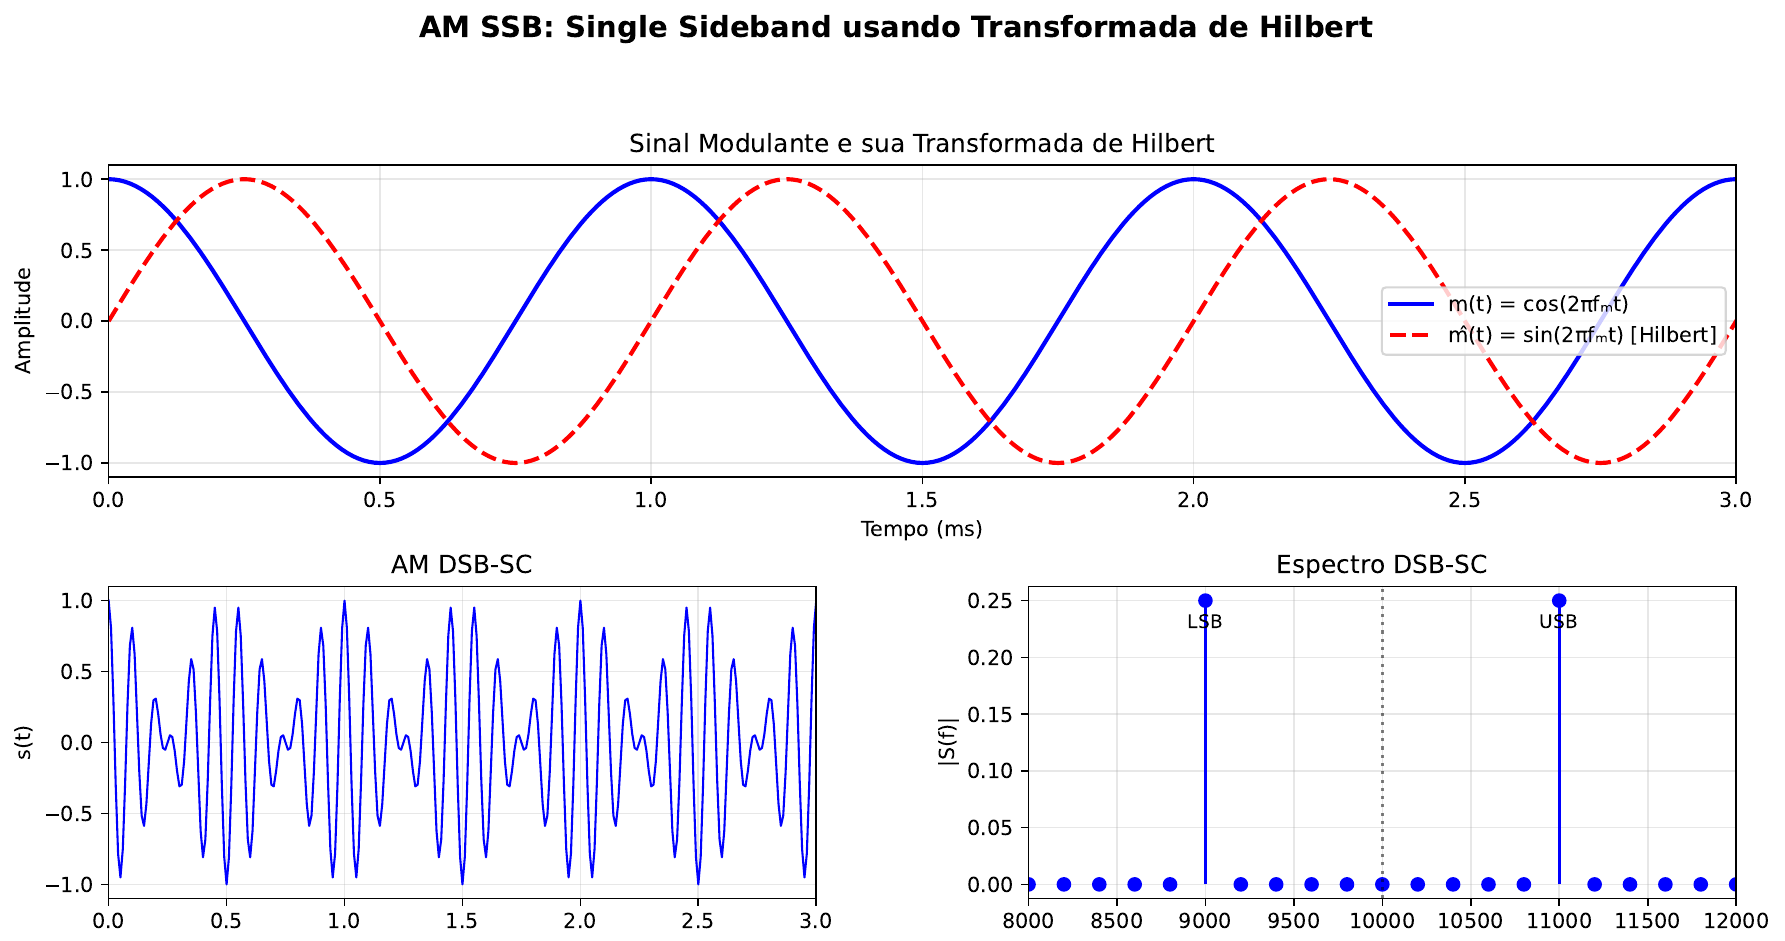 AM SSB: Single Sideband usando Transformada de Hilbert
Sinal Modulante e sua Transformada de Hilbert
Amplitude
1.0
0.5
0.0
−0.5
−1.0
m(t) = cos(2πfₘt)
m̂(t) = sin(2πfₘt) [Hilbert]
0.0 0.5 1.0 1.5 2.0 2.5 3.0
Tempo (ms)
AM DSB-SC
s(t)
1.0
0.5
0.0
−0.5
−1.0
0.0 0.5 1.0 1.5 2.0 2.5 3.0
Espectro DSB-SC
|S(f)|
0.25
0.20
0.15
0.10
0.05
0.00
LSB USB
8000 8500 9000 9500 10000 10500 11000 11500 12000